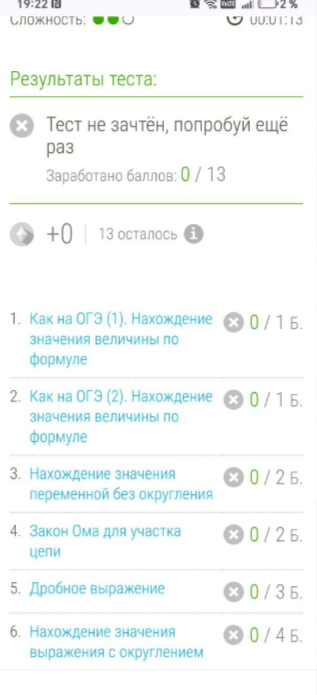 19:22
2%
Сложность:
00:01:13
Результаты теста:
Тест не зачтён, попробуй ещё
раз
Заработано баллов: 0 / 13
+0 | 13 осталось
1. Как на ОГЭ (1). Нахождение
значения величины по
формуле
0 / 1 Б.
2. Как на ОГЭ (2). Нахождение
значения величины по
формуле
0 / 1 Б.
3. Нахождение значения
переменной без округления
0 / 2 Б.
4. Закон Ома для участка
цепи
0 / 2 Б.
5. Дробное выражение
0 / 3 Б.
6. Нахождение значения
выражения с округлением
0 / 4 Б.